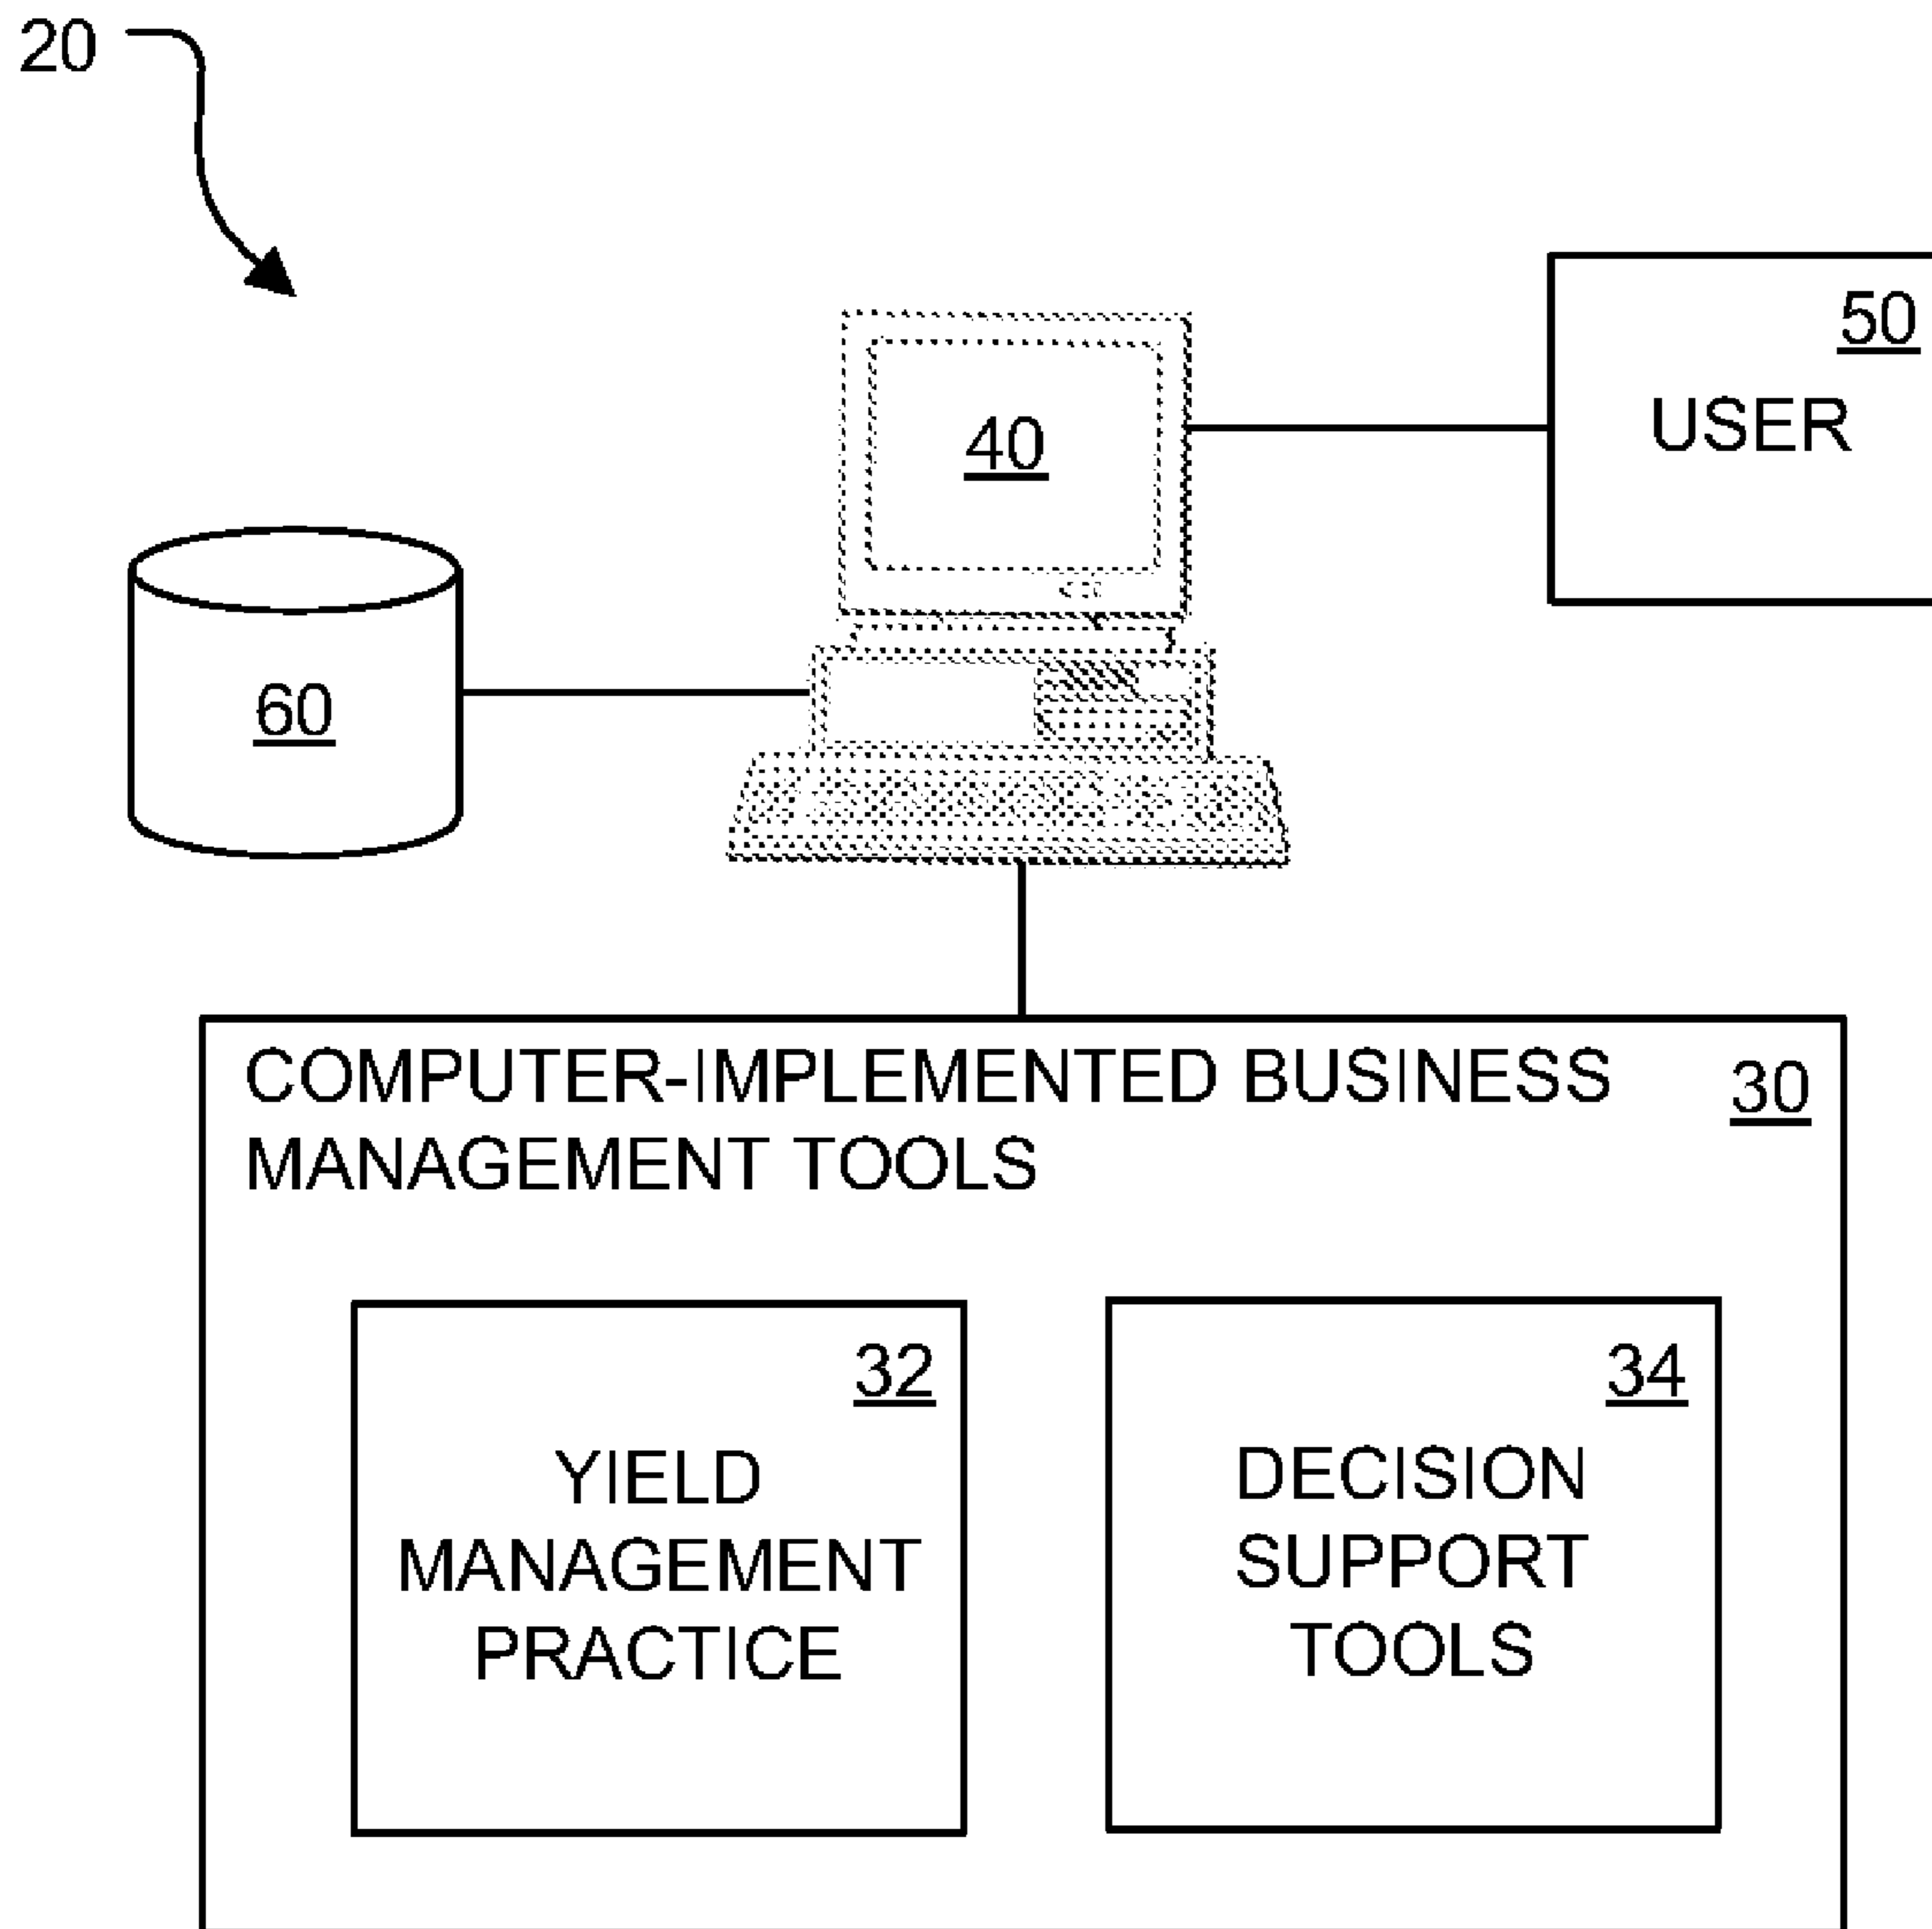 20
50
USER
40
60
COMPUTER-IMPLEMENTED BUSINESS
MANAGEMENT TOOLS
30
32
YIELD
MANAGEMENT
PRACTICE
34
DECISION
SUPPORT
TOOLS